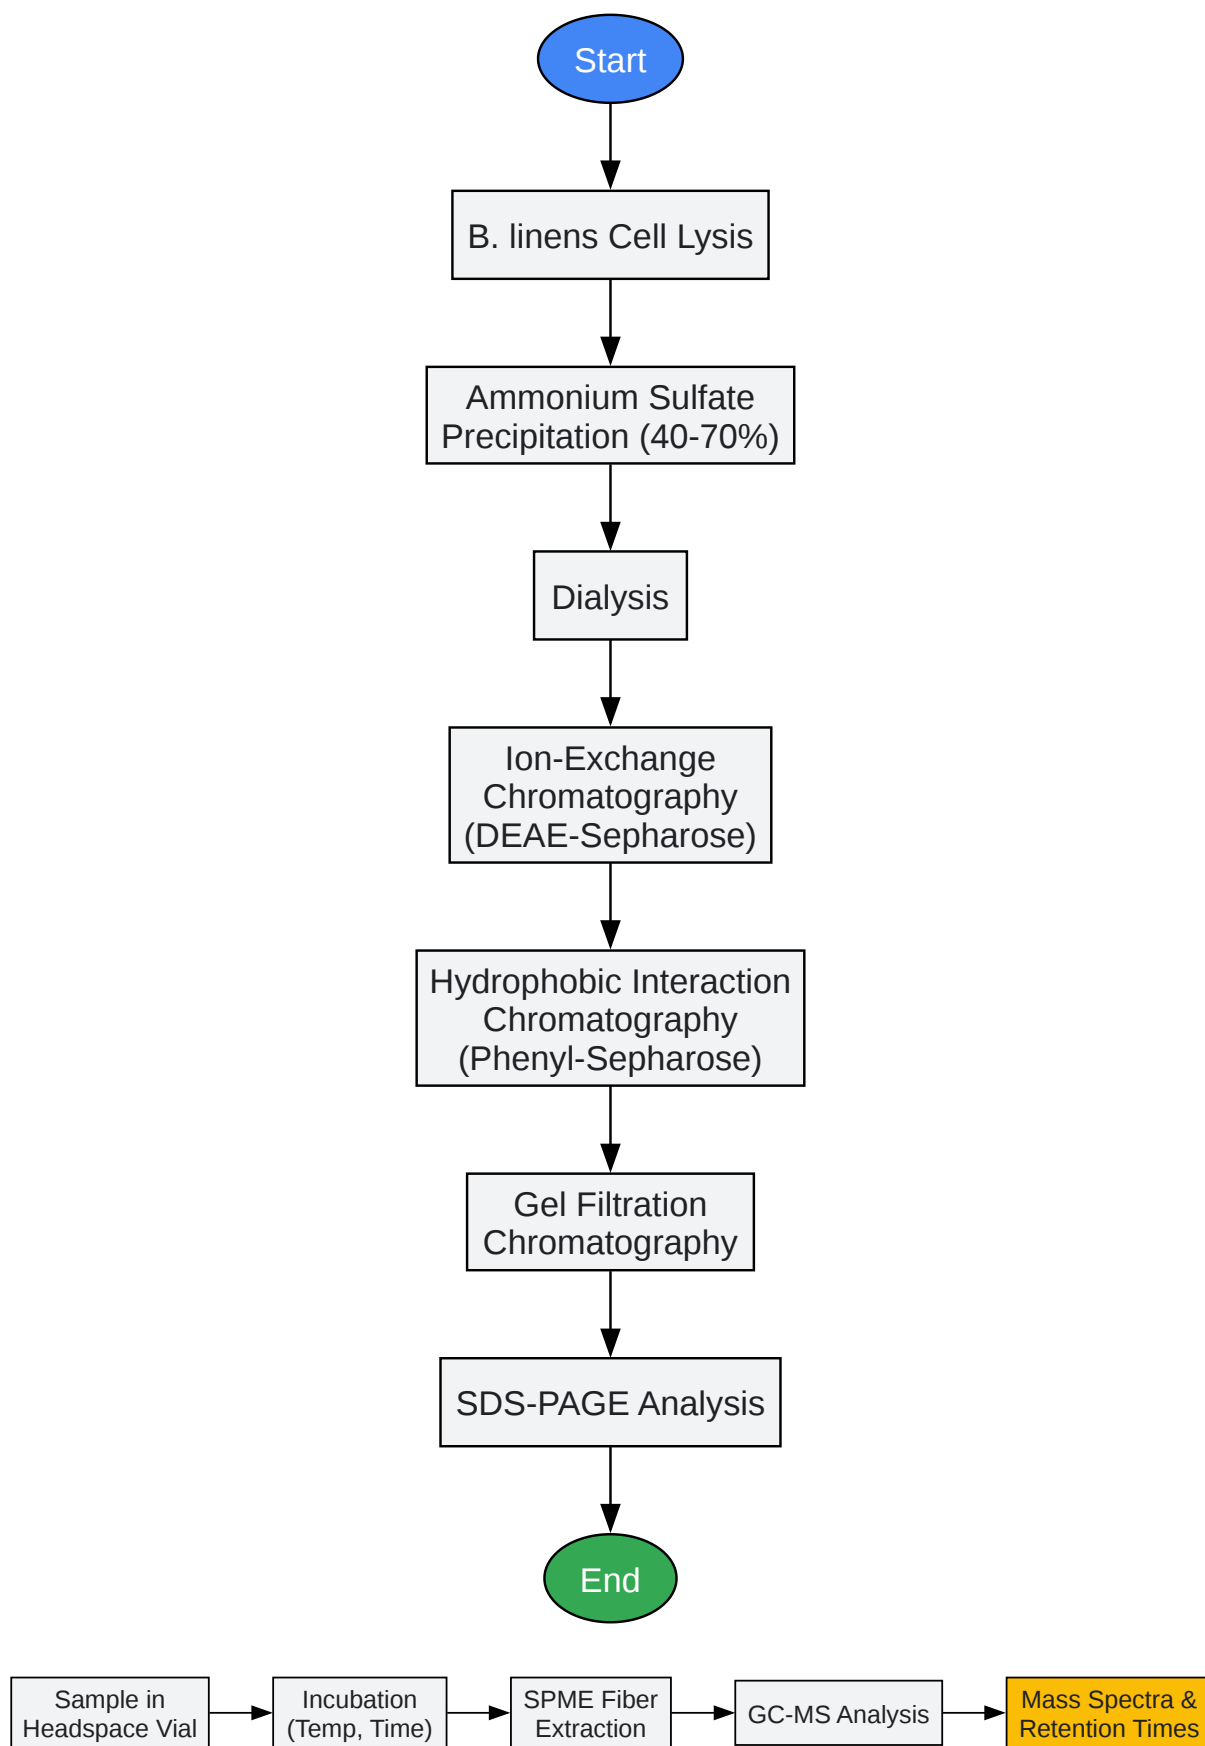 Start
B. linens Cell Lysis
Ammonium Sulfate
Precipitation (40-70%)
Dialysis
Ion-Exchange
Chromatography
(DEAE-Sepharose)
Hydrophobic Interaction
Chromatography
(Phenyl-Sepharose)
Gel Filtration
Chromatography
SDS-PAGE Analysis
End
Sample in
Headspace Vial
Incubation
(Temp, Time)
SPME Fiber
Extraction
GC-MS Analysis
Mass Spectra &
Retention Times